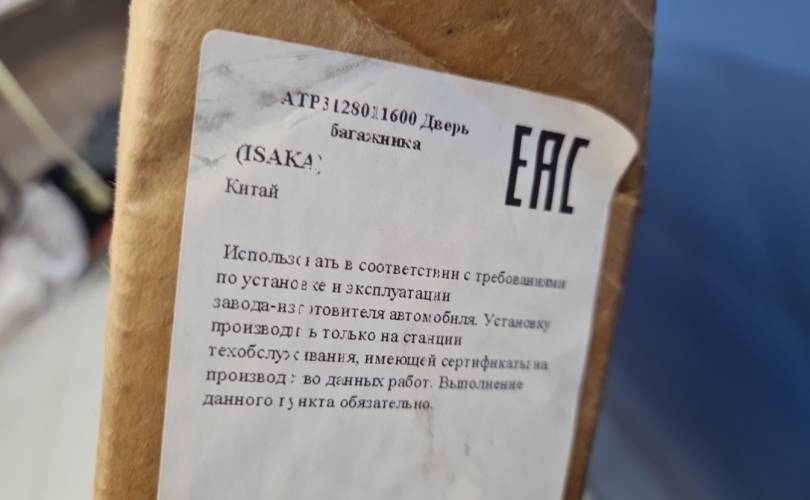 Дверь
багажника
(ISAKA)
EAC
Китай
Использовать в соответствии с требованиями
по установке и эксплуатации
завода-изготовителя автомобиля. Установку
производить только на станции
техобслуживания, имеющей сертификаты на
производство данных работ. Выполнение
данного пункта обязательно.